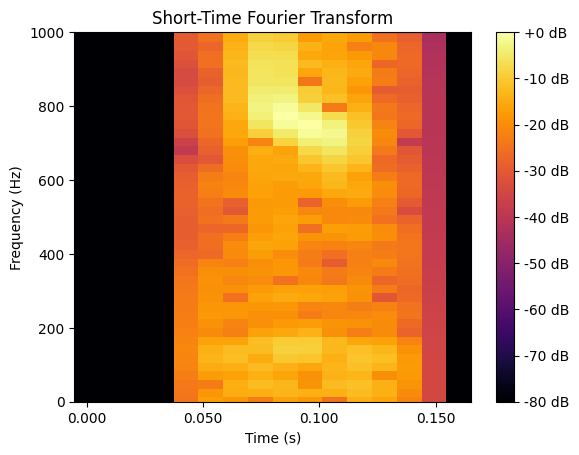 Short-Time Fourier Transform
1000
800
600
400
200
0
Frequency (Hz)
0.000
0.050
0.100
0.150
Time (s)
+0 dB
-10 dB
-20 dB
-30 dB
-40 dB
-50 dB
-60 dB
-70 dB
-80 dB